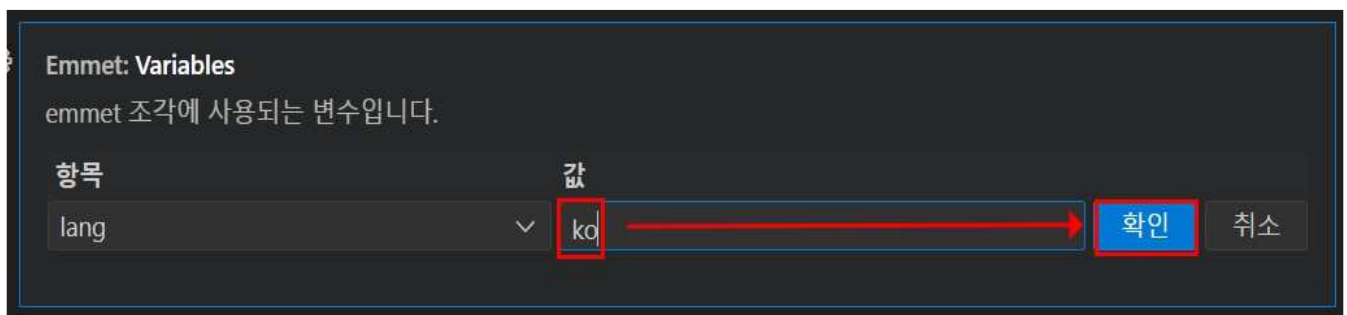 Emmet: Variables
emmet 조각에 사용되는 변수입니다.
항목 값
lang ko 확인 취소